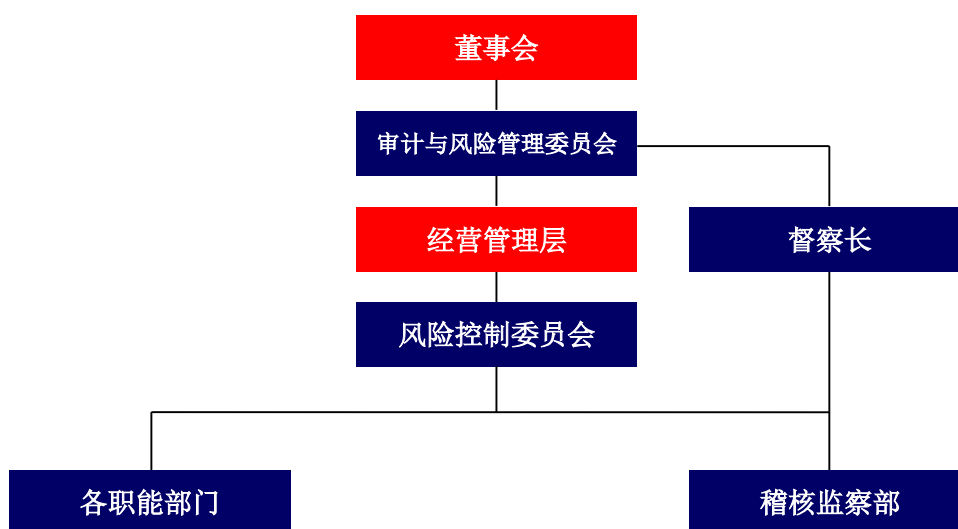 董事会
审计与风险管理委员会
经营管理层
督察长
风险控制委员会
各职能部门
稽核监察部